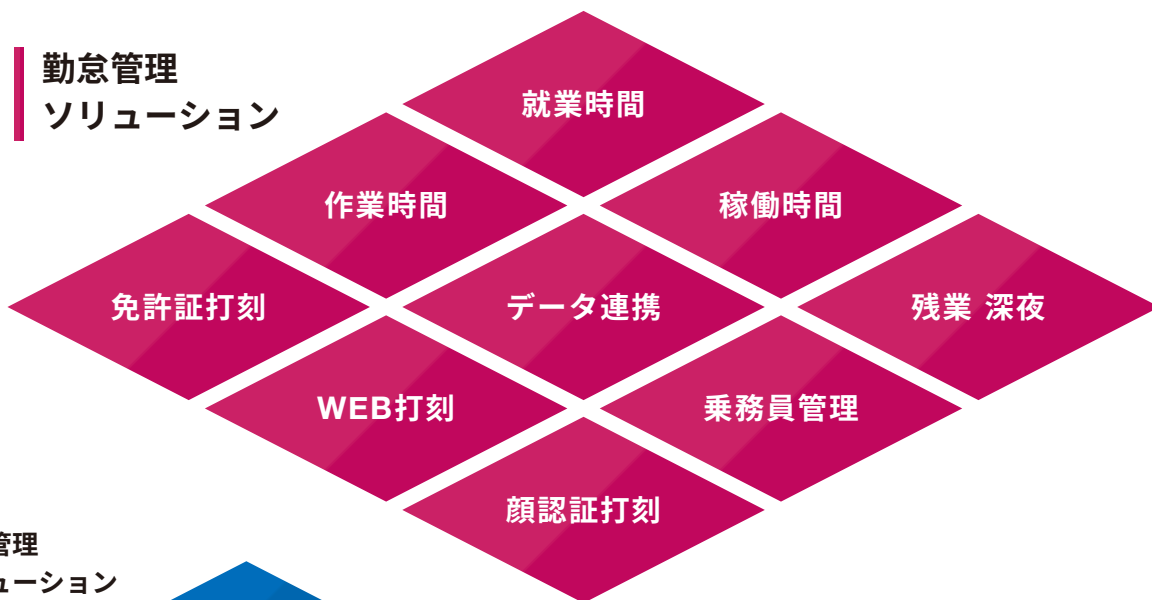 勤怠管理
ソリューション
就業時間
作業時間
稼働時間
免許証打刻
データ連携
残業 深夜
WEB打刻
乗務員管理
顔認証打刻
管理
ューション